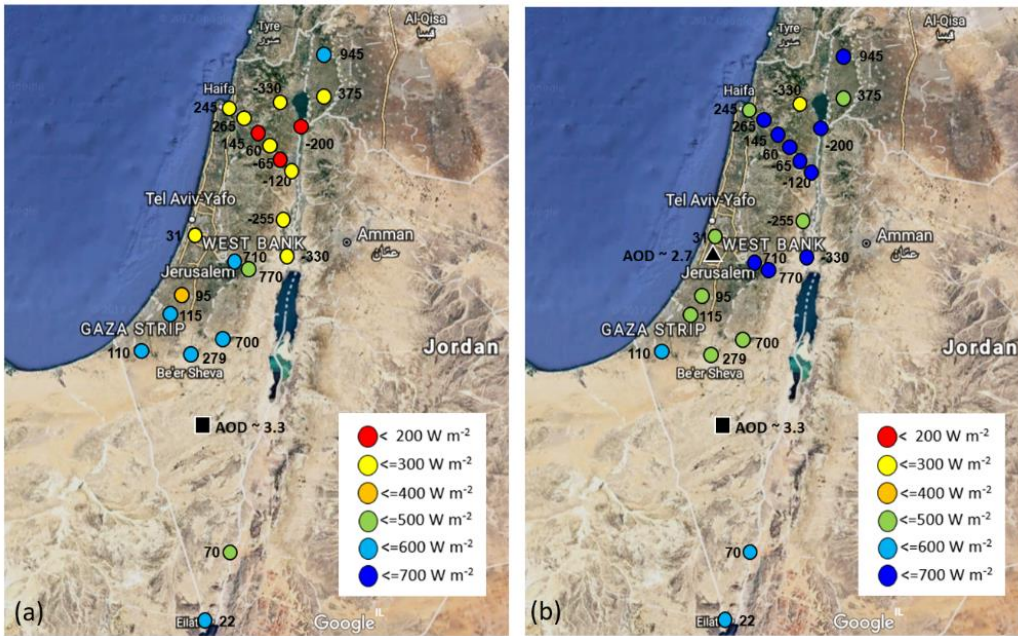 Tyre
صور
Al-Qisa
945
Haifa
-330
375
245
265
145
60
-65
-200
-120
Tel Aviv-Yafo
-255
31
WEST BANK
Amman
عمّان
710
-330
Jerusalem
770
95
115
GAZA STRIP
700
110
279
Be'er Sheva
Jordan
AOD ~ 3.3
< 200 W m-2
<=300 W m-2
<=400 W m-2
<=500 W m-2
<=600 W m-2
<=700 W m-2
70
(a)
Eilat
22
Google
IL
Tyre
صور
Al-Qisa
945
Haifa
-330
375
245
265
145
60
-65
-200
-120
Tel Aviv-Yafo
-255
31
WEST BANK
Amman
عمّان
AOD ~ 2.7
710
-330
Jerusalem
770
95
115
GAZA STRIP
700
110
279
Be'er Sheva
Jordan
AOD ~ 3.3
< 200 W m-2
<=300 W m-2
<=400 W m-2
<=500 W m-2
<=600 W m-2
<=700 W m-2
70
(b)
Eilat
22
Google
IL